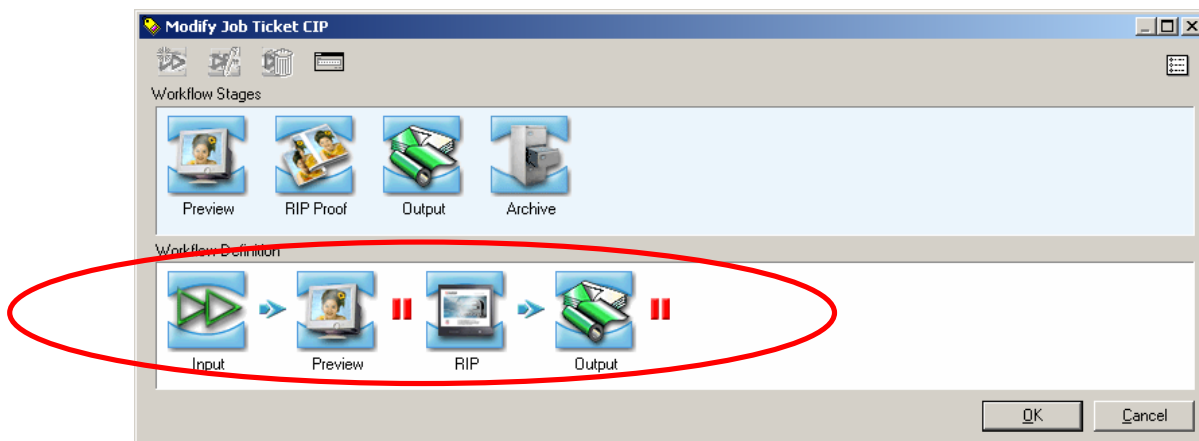 Modify Job Ticket CIP
Workflow Stages
Preview RIP Proof Output Archive
Workflow Definition
Input Preview RIP Output
OK Cancel